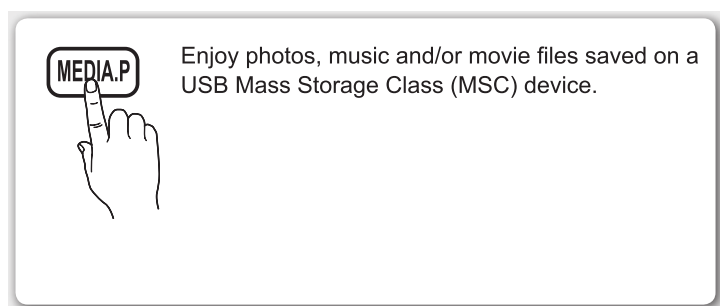 MEDIA.P
Enjoy photos, music and/or movie files saved on a
USB Mass Storage Class (MSC) device.